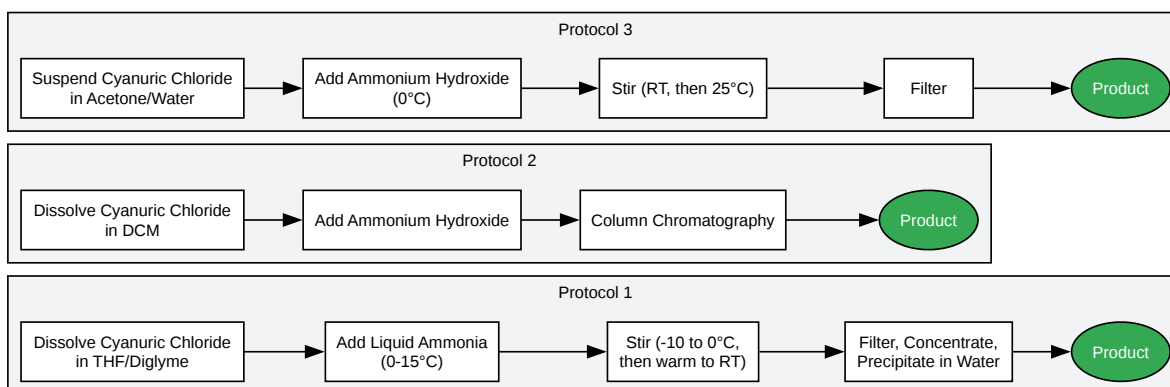 Protocol 3
Suspend Cyanuric Chloride
in Acetone/Water
Add Ammonium Hydroxide
(0°C)
Stir (RT, then 25°C)
Filter
Product
Protocol 2
Dissolve Cyanuric Chloride
in DCM
Add Ammonium Hydroxide
Column Chromatography
Product
Protocol 1
Dissolve Cyanuric Chloride
in THF/Diglyme
Add Liquid Ammonia
(0-15°C)
Stir (-10 to 0°C,
then warm to RT)
Filter, Concentrate,
Precipitate in Water
Product